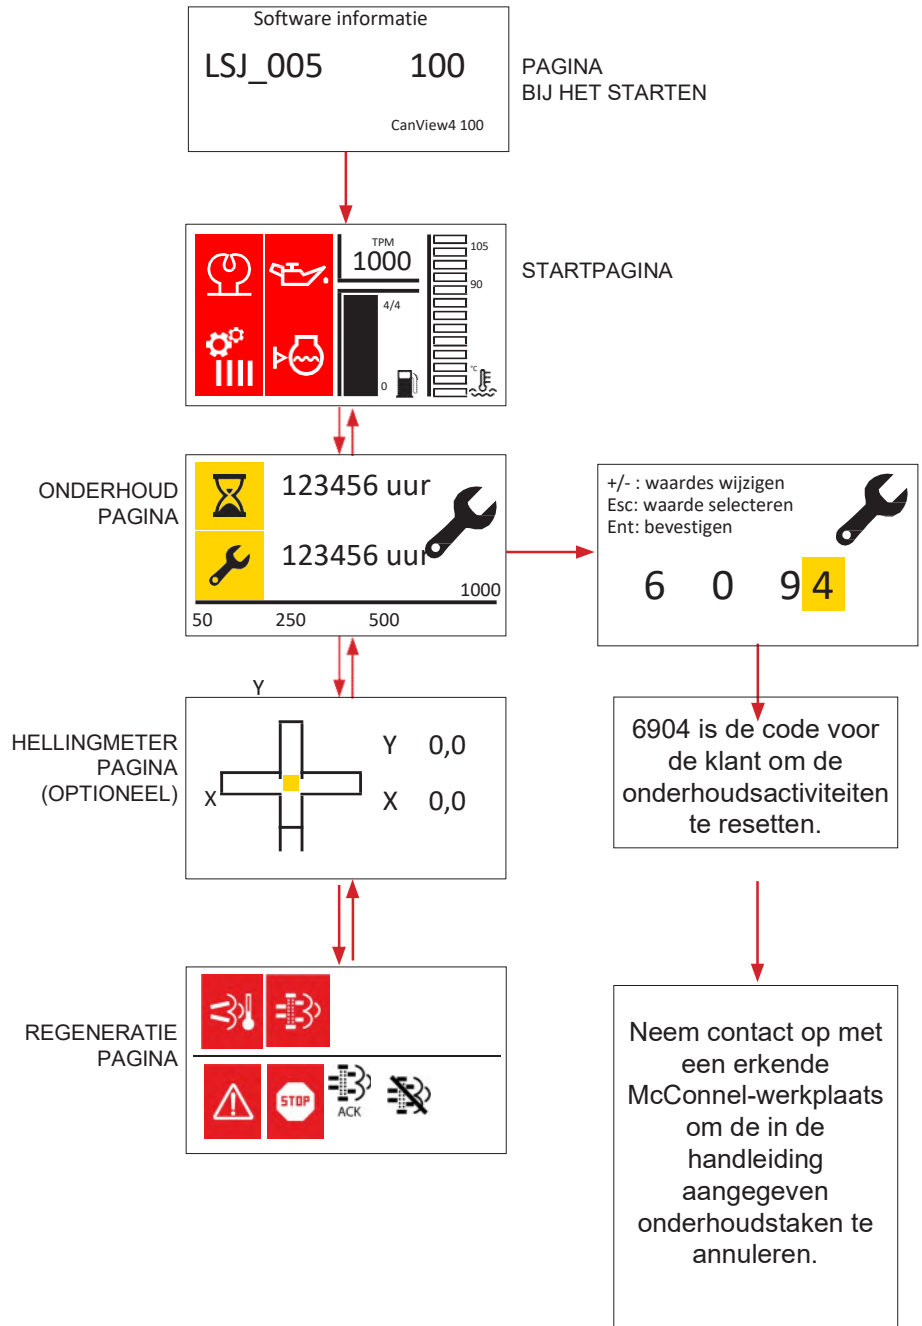 Software informatie
LSJ_005 100
CanView4 100
PAGINA
BIJ HET STARTEN
TPM
1000
4/4
0
105
90
°C
STARTPAGINA
ONDERHOUD
PAGINA
123456 uur
123456 uur
1000
50 250 500
+/- : waardes wijzigen
Esc: waarde selecteren
Ent: bevestigen
6 0 9 4
6904 is de code voor
de klant om de
onderhoudsactiviteiten
te resetten.
HELLINGMETER
PAGINA
(OPTIONEEL)
Y
X
Y 0,0
X 0,0
REGENERATIE
PAGINA
STOP
ACK
Neem contact op met
een erkende
McConnel-werkplaats
om de in de
handleiding
aangegeven
onderhoudstaken te
annuleren.